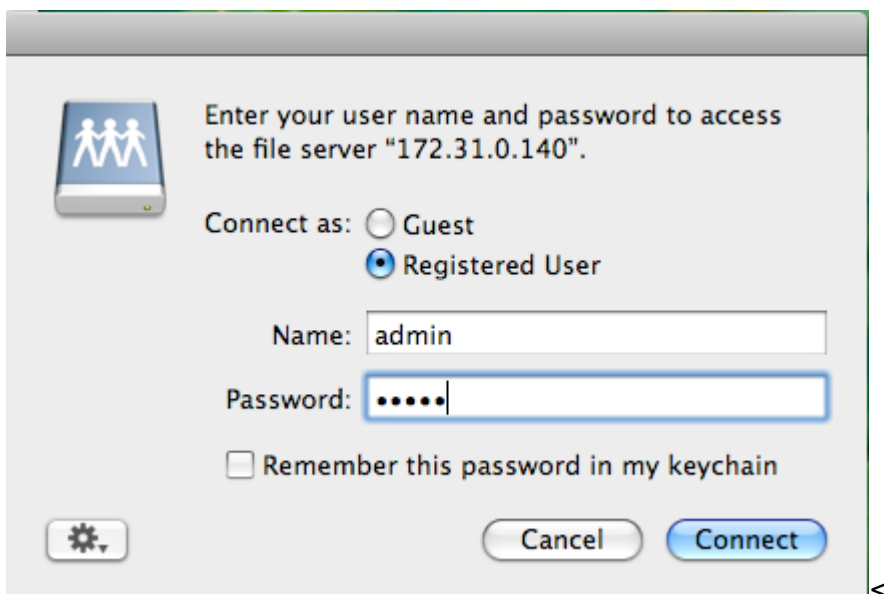 Enter your user name and password to access
the file server “172.31.0.140”.
Connect as: Guest
Registered User
Name: admin
Password: •••••
Remember this password in my keychain
Cancel Connect
<